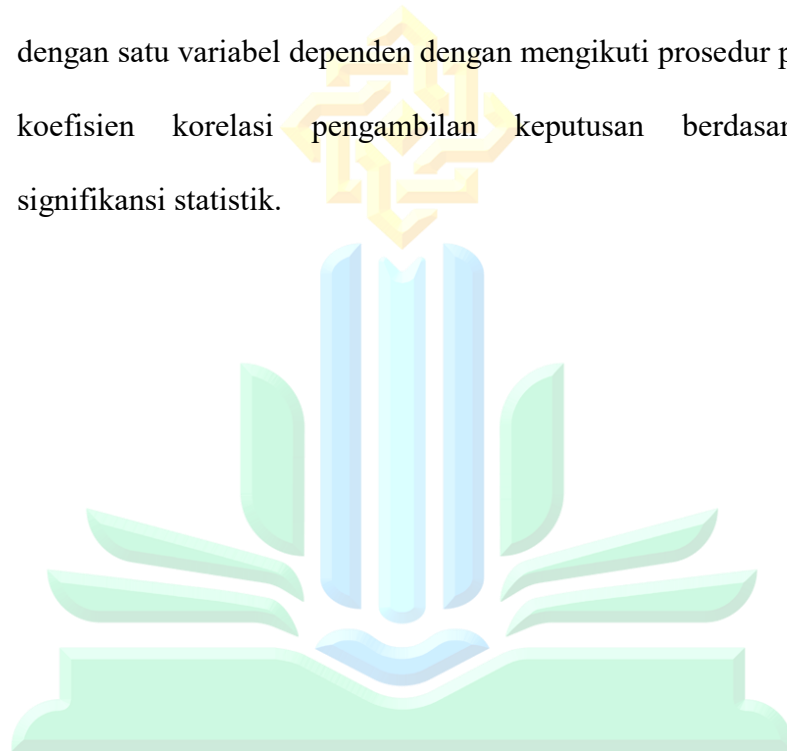 dengan satu variabel dependen dengan mengikuti prosedur
koefisien korelasi pengambilan keputusan
signifikansi statistik.